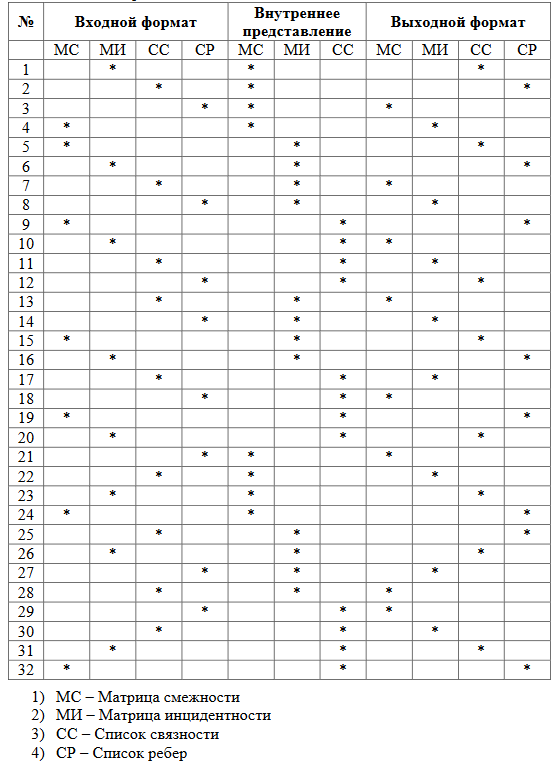 № Входной формат Внутреннее представление Выходной формат
МС МИ СС СР МС МИ СС МС МИ СС СР
1 * * *
2 * * *
3 * * *
4 * * *
5 * * *
6 * * *
7 * * *
8 * * *
9 * * *
10 * * *
11 * * *
12 * * *
13 * * *
14 * * *
15 * * *
16 * * *
17 * * *
18 * * *
19 * * *
20 * * *
21 * * *
22 * * *
23 * * *
24 * * *
25 * * *
26 * * *
27 * * *
28 * * *
29 * * *
30 * * *
31 * * *
32 * * *
1) МС – Матрица смежности
2) МИ – Матрица инцидентности
3) СС – Список связности
4) СР – Список ребер